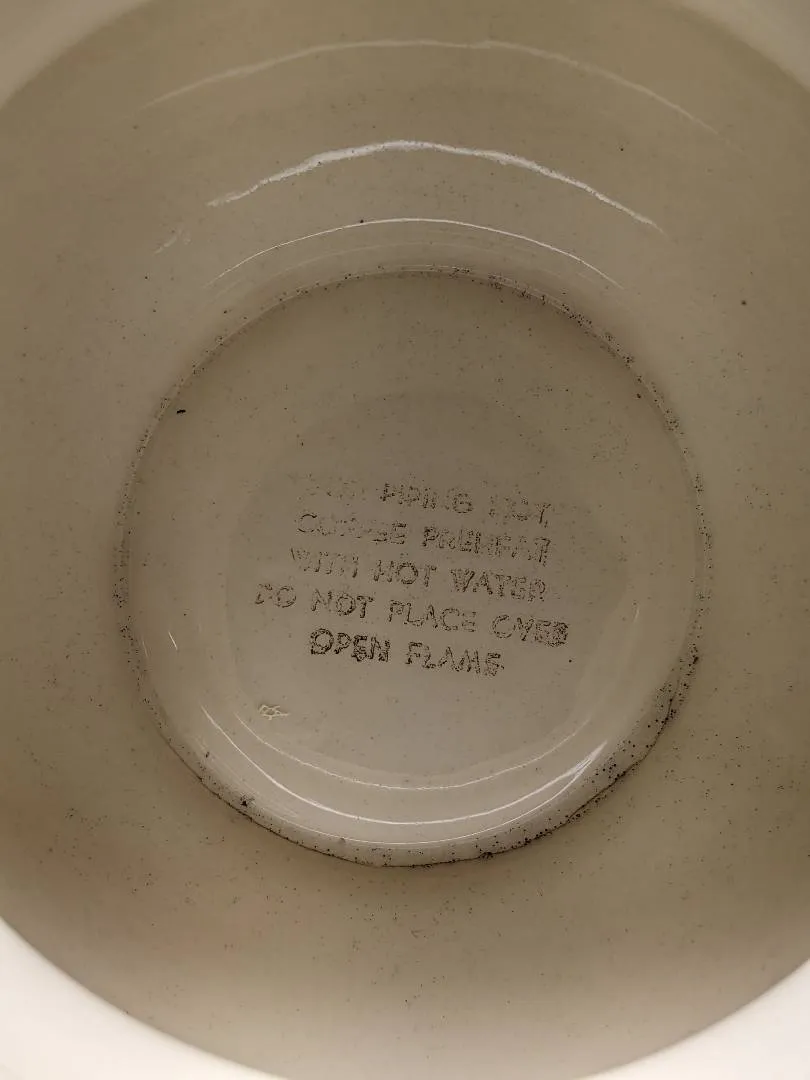 PIPING HOT
COFFEE PREHEAT
WITH HOT WATER
DO NOT PLACE OVER
OPEN FLAME